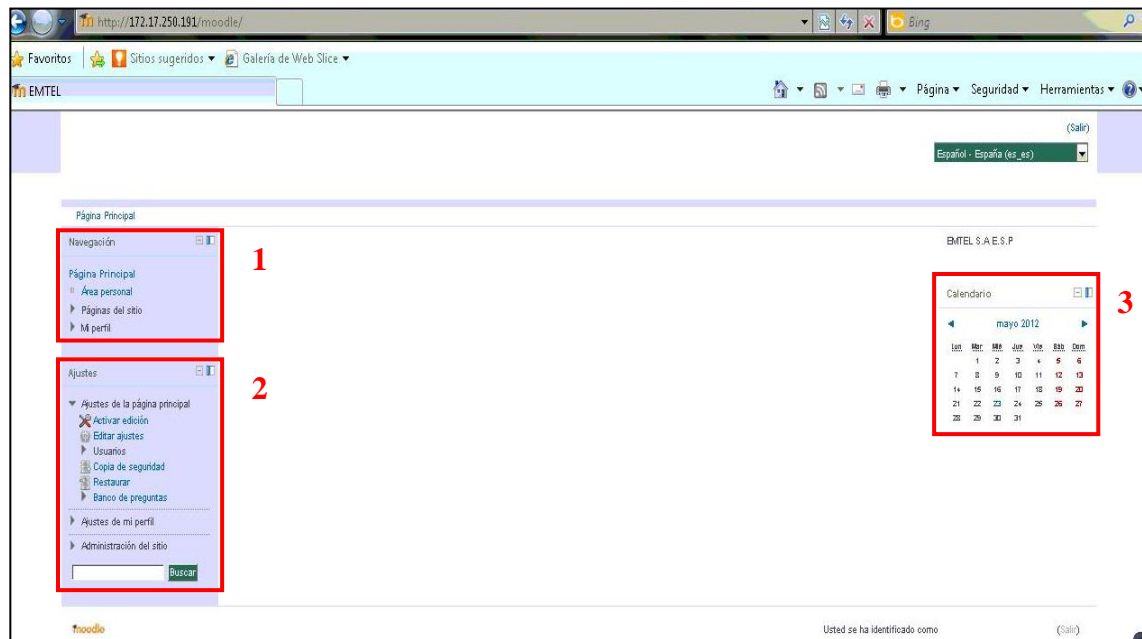 http://172.17.250.191/moodle/ Bing
Favoritos Sitios sugeridos Galería de Web Slice
EMTEL Página Seguridad Herramientas
(Salir)
Español - España (es_es)
Página Principal
Navegación
1
Página Principal
Área personal
Páginas del sitio
Mi perfil
Ajustes
2
Ajustes de la página principal
Activar edición
Editar ajustes
Usuarios
Copia de seguridad
Restaurar
Banco de preguntas
Ajustes de mi perfil
Administración del sitio
Buscar
EMTEL S.A E.S.P
Calendario
3
mayo 2012
Lun Mar Mié Jue Vie Sáb Dom
1 2 3 4 5 6
7 8 9 10 11 12 13
14 15 16 17 18 19 20
21 22 23 24 25 26 27
28 29 30 31
moodle
Usted se ha identificado como (Salir)